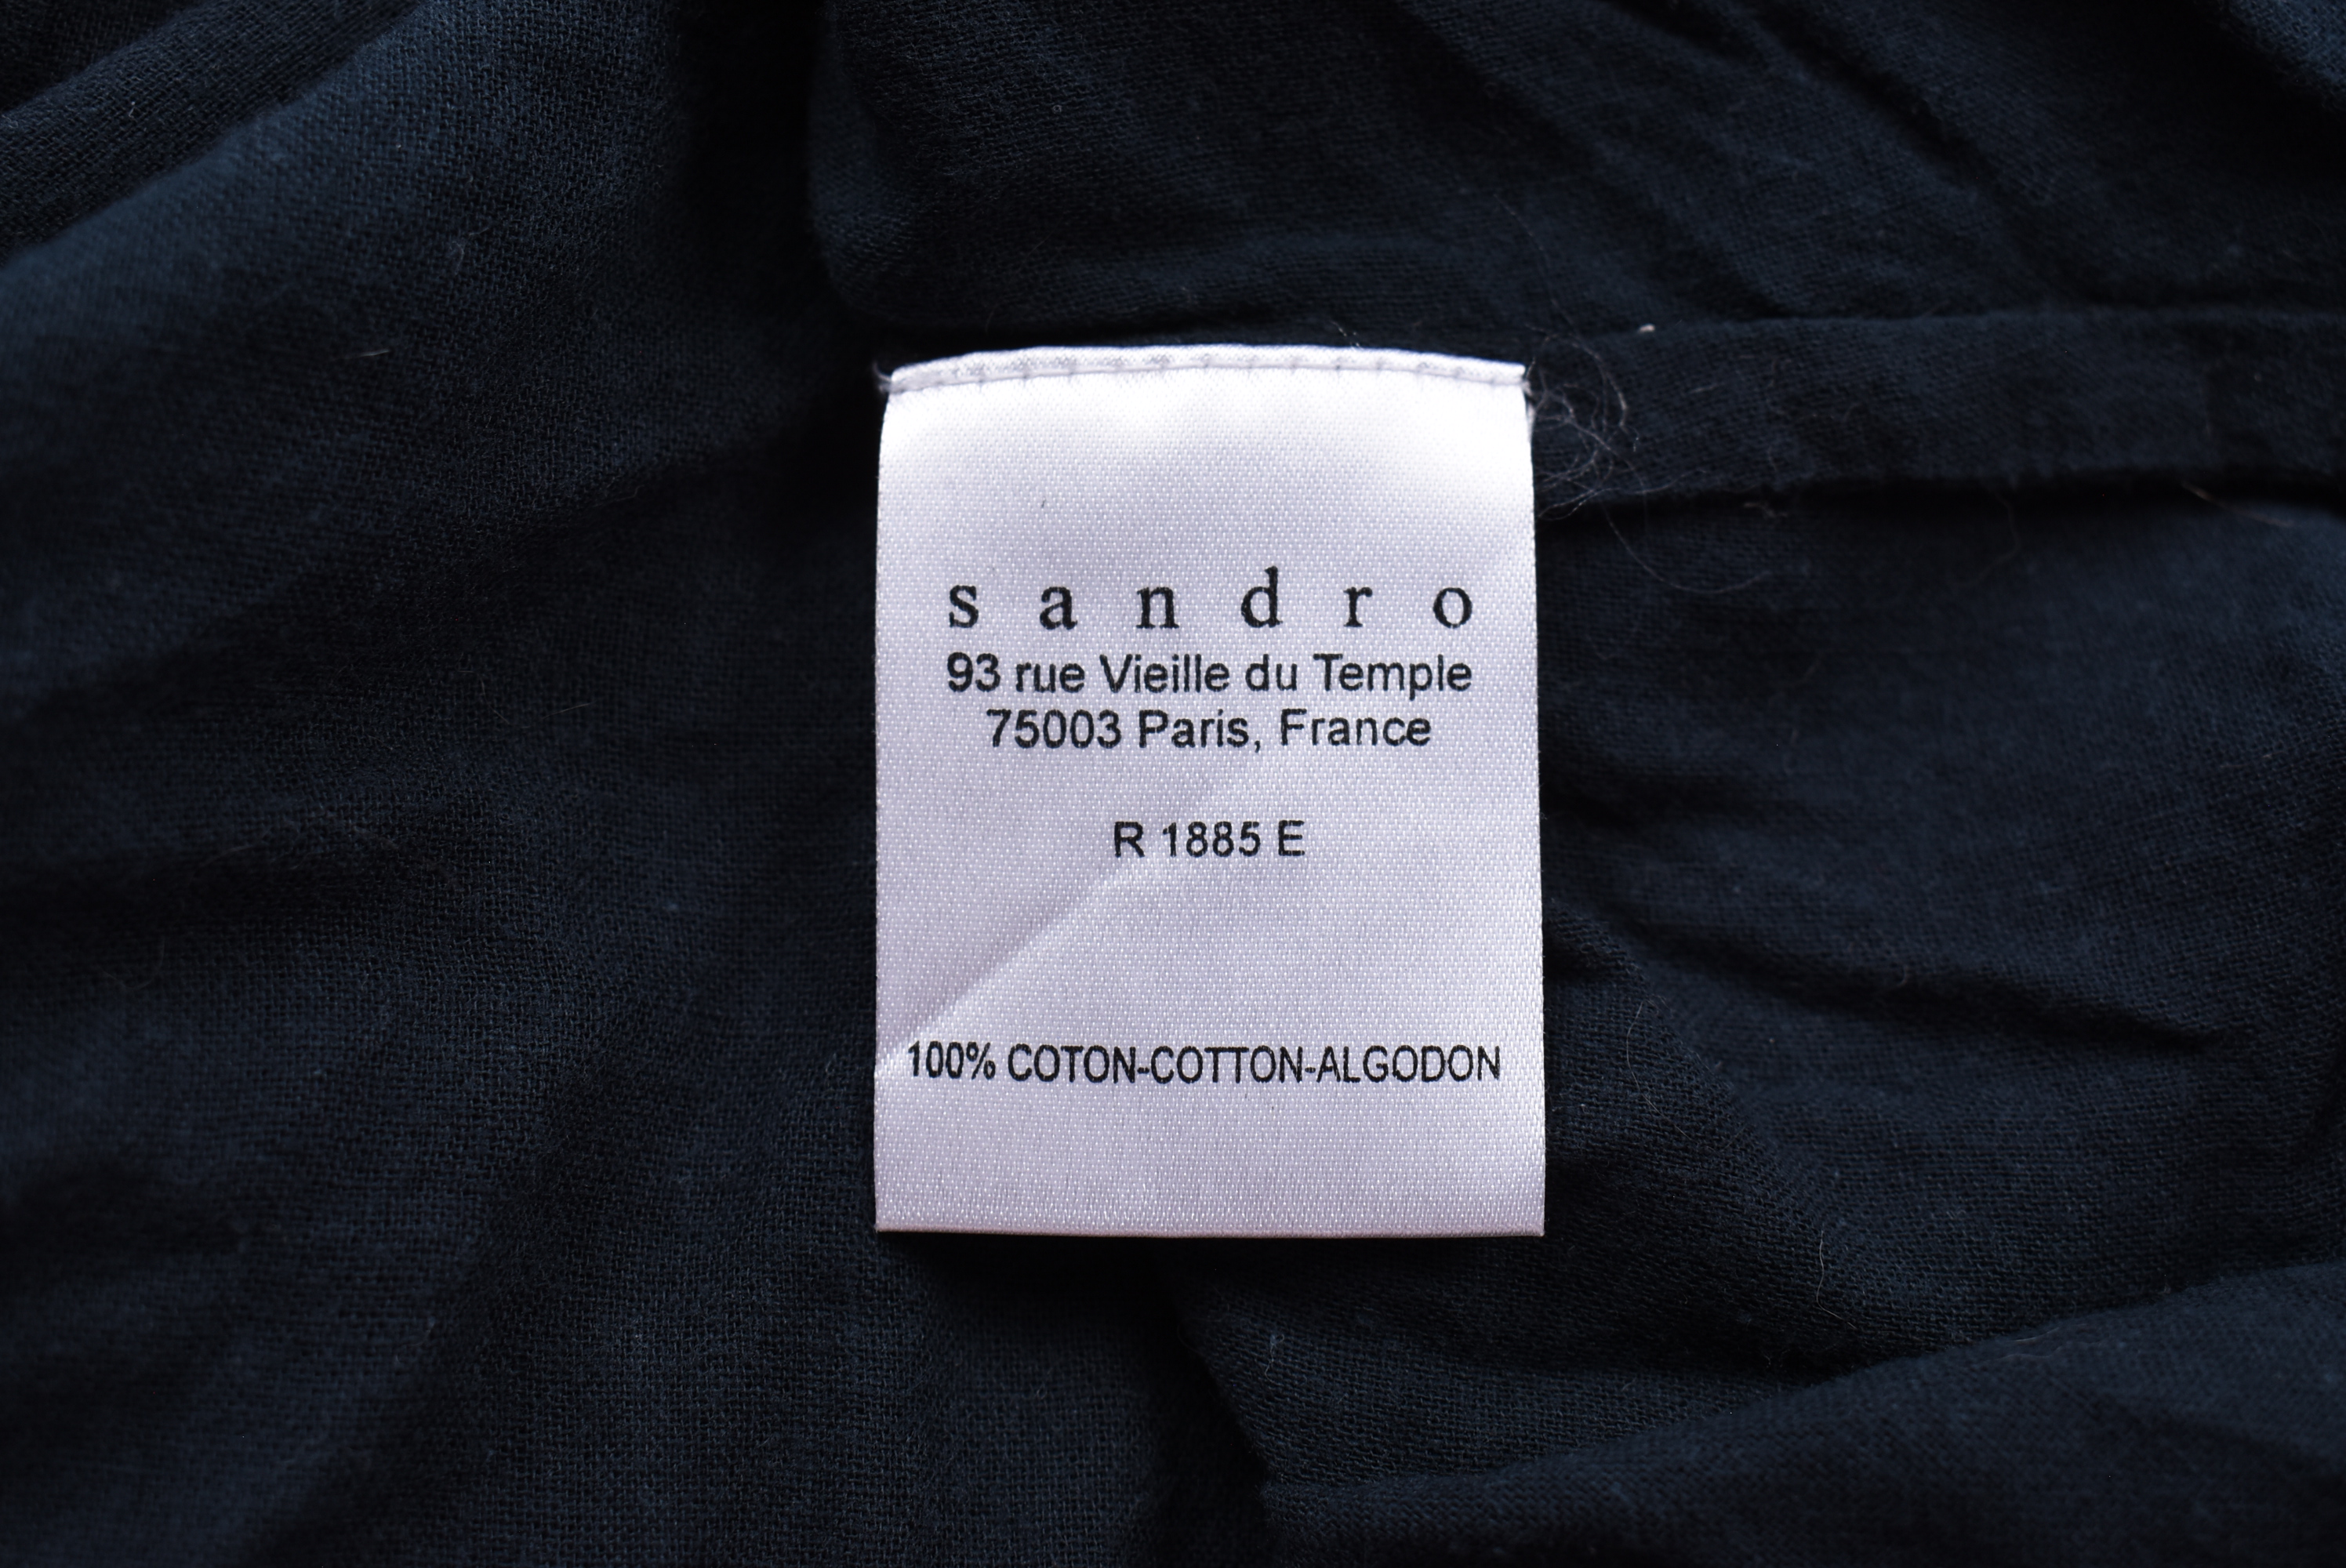 sandro
93 rue Vieille du Temple
75003 Paris, France
R 1885 E
100% COTON-COTTON-ALGODON